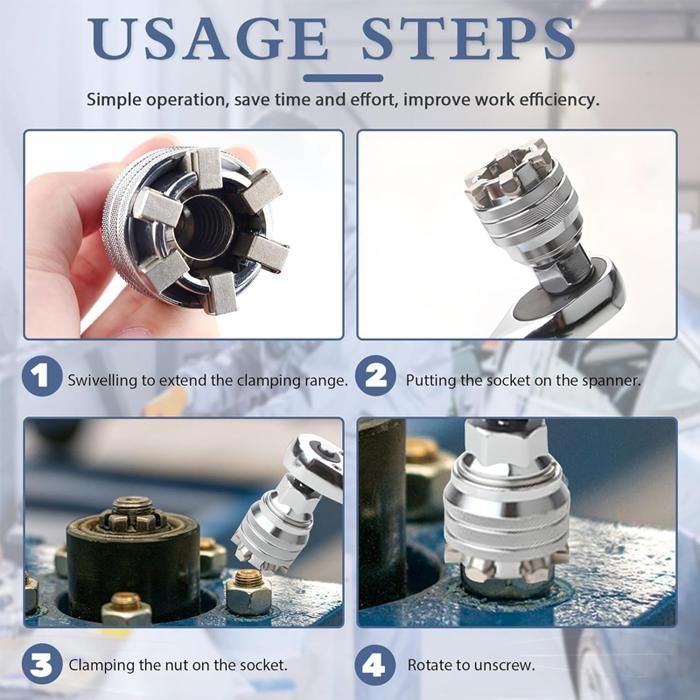 USAGE STEPS
Simple operation, save time and effort, improve work efficiency.
1 Swivelling to extend the clamping range.
2 Putting the socket on the spanner.
3 Clamping the nut on the socket.
4 Rotate to unscrew.